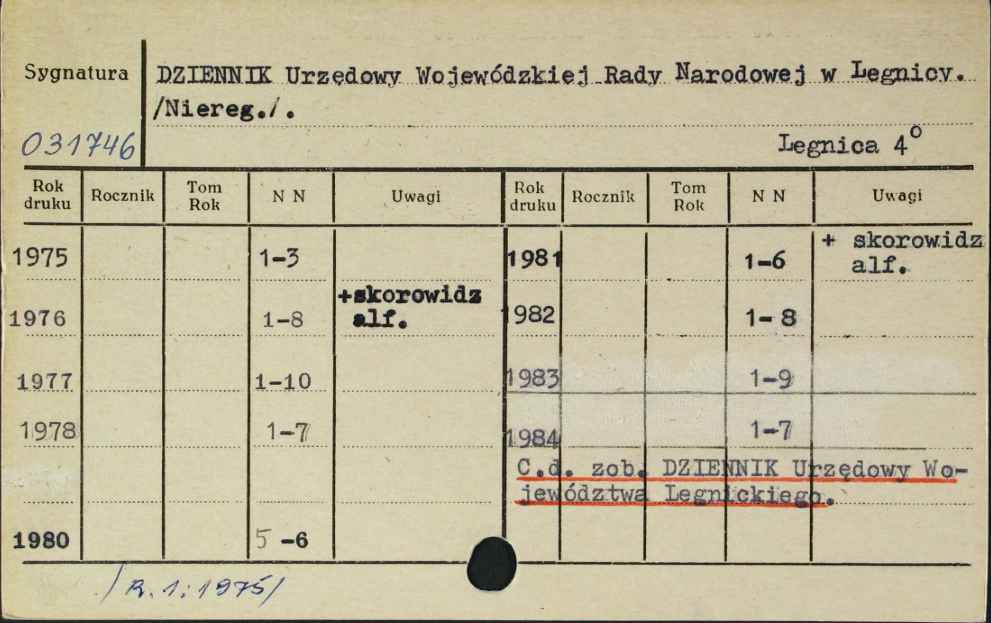 Sygnatura
DZIENNIK Urzędowy Wojewódzkiej Rady Narodowej w Legnicy.
/Niereg./.
031746
Legnica 4º
Rok druku Rocznik Tom Rok N N Uwagi Rok druku Rocznik Tom Rok N N Uwagi
1975 1-3 1981 1-6 + skorowidz alf.
1976 1-8 +skorowidz alf. 1982 1-8
1977 1-10 1983 1-9
1978 1-7 1984 1-7
C.d. zob. DZIENNIK Urzędowy Wo-
jewództwa Legnickiego.
1980 5-6
/R. 1:1975/